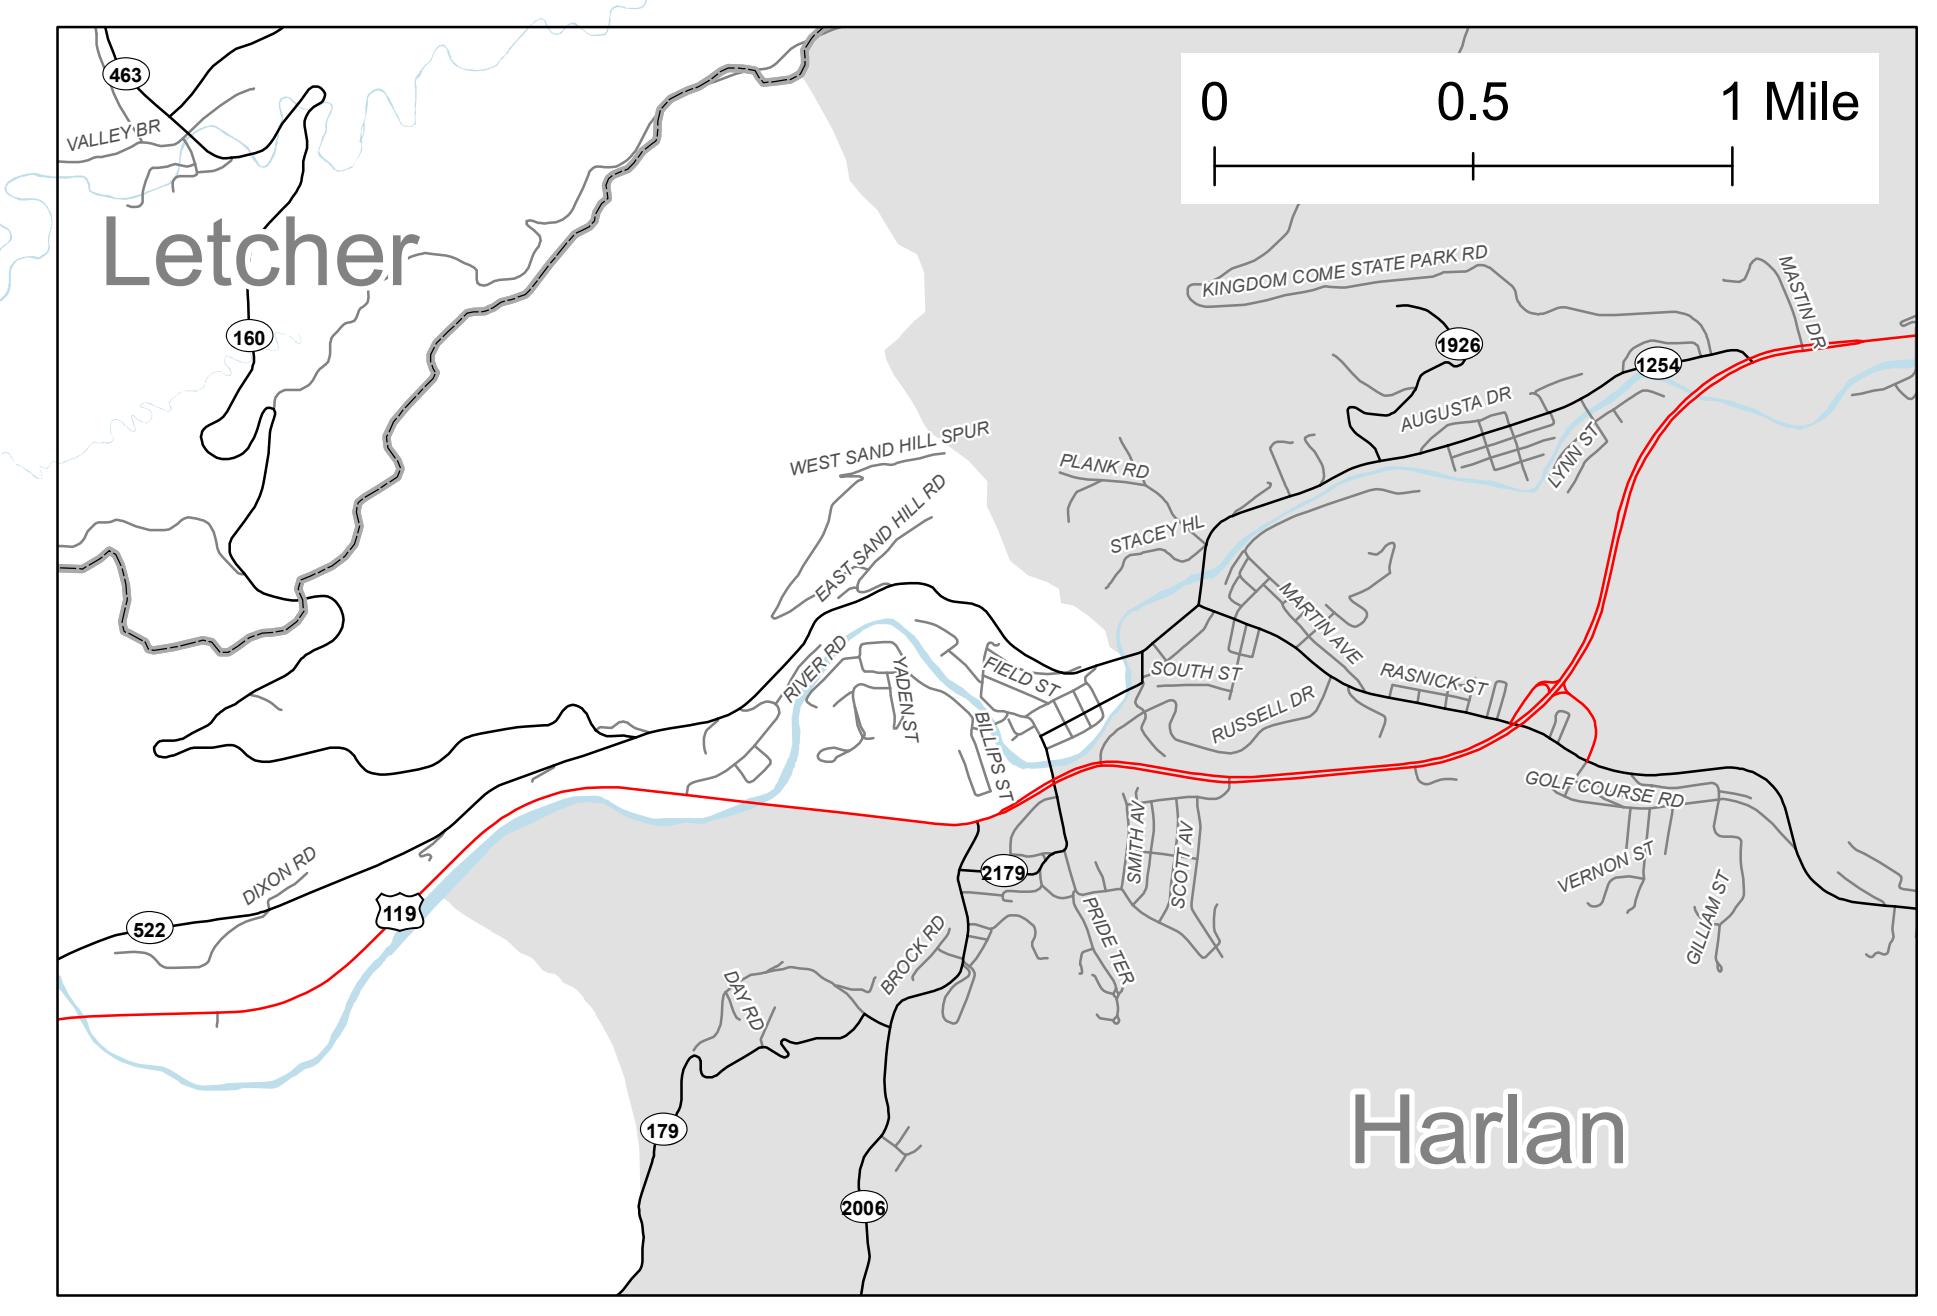 463
VALLEY BR
0 0.5 1 Mile
Letcher
KINGDOM COME STATE PARK RD
MASTIN DR
160
1926
1254
AUGUSTA DR
WEST SAND HILL SPUR
PLANK RD
LYNN ST
EAST SAND HILL RD
STACEY HL
MARTIN AVE
RIVER RD
YADEN ST
FIELD ST
SOUTH ST
RASNICK ST
RUSSELL DR
BILLIPS ST
GOLF COURSE RD
SMITH AV
SCOTT AV
DIXON RD
2179
VERNON ST
119
522
PRIDE TER
GILLIAM ST
BROCK RD
DAY RD
179
Harlan
2006